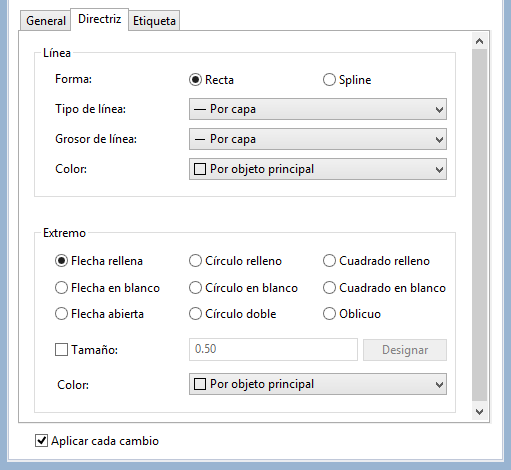 General Directriz Etiqueta
Línea
Forma: Recta Spline
Tipo de línea: Por capa
Grosor de línea: Por capa
Color: Por objeto principal
Extremo
Flecha rellena Círculo relleno Cuadrado relleno
Flecha en blanco Círculo en blanco Cuadrado en blanco
Flecha abierta Círculo doble Oblicuo
Tamaño: 0.50 Designar
Color: Por objeto principal
Aplicar cada cambio